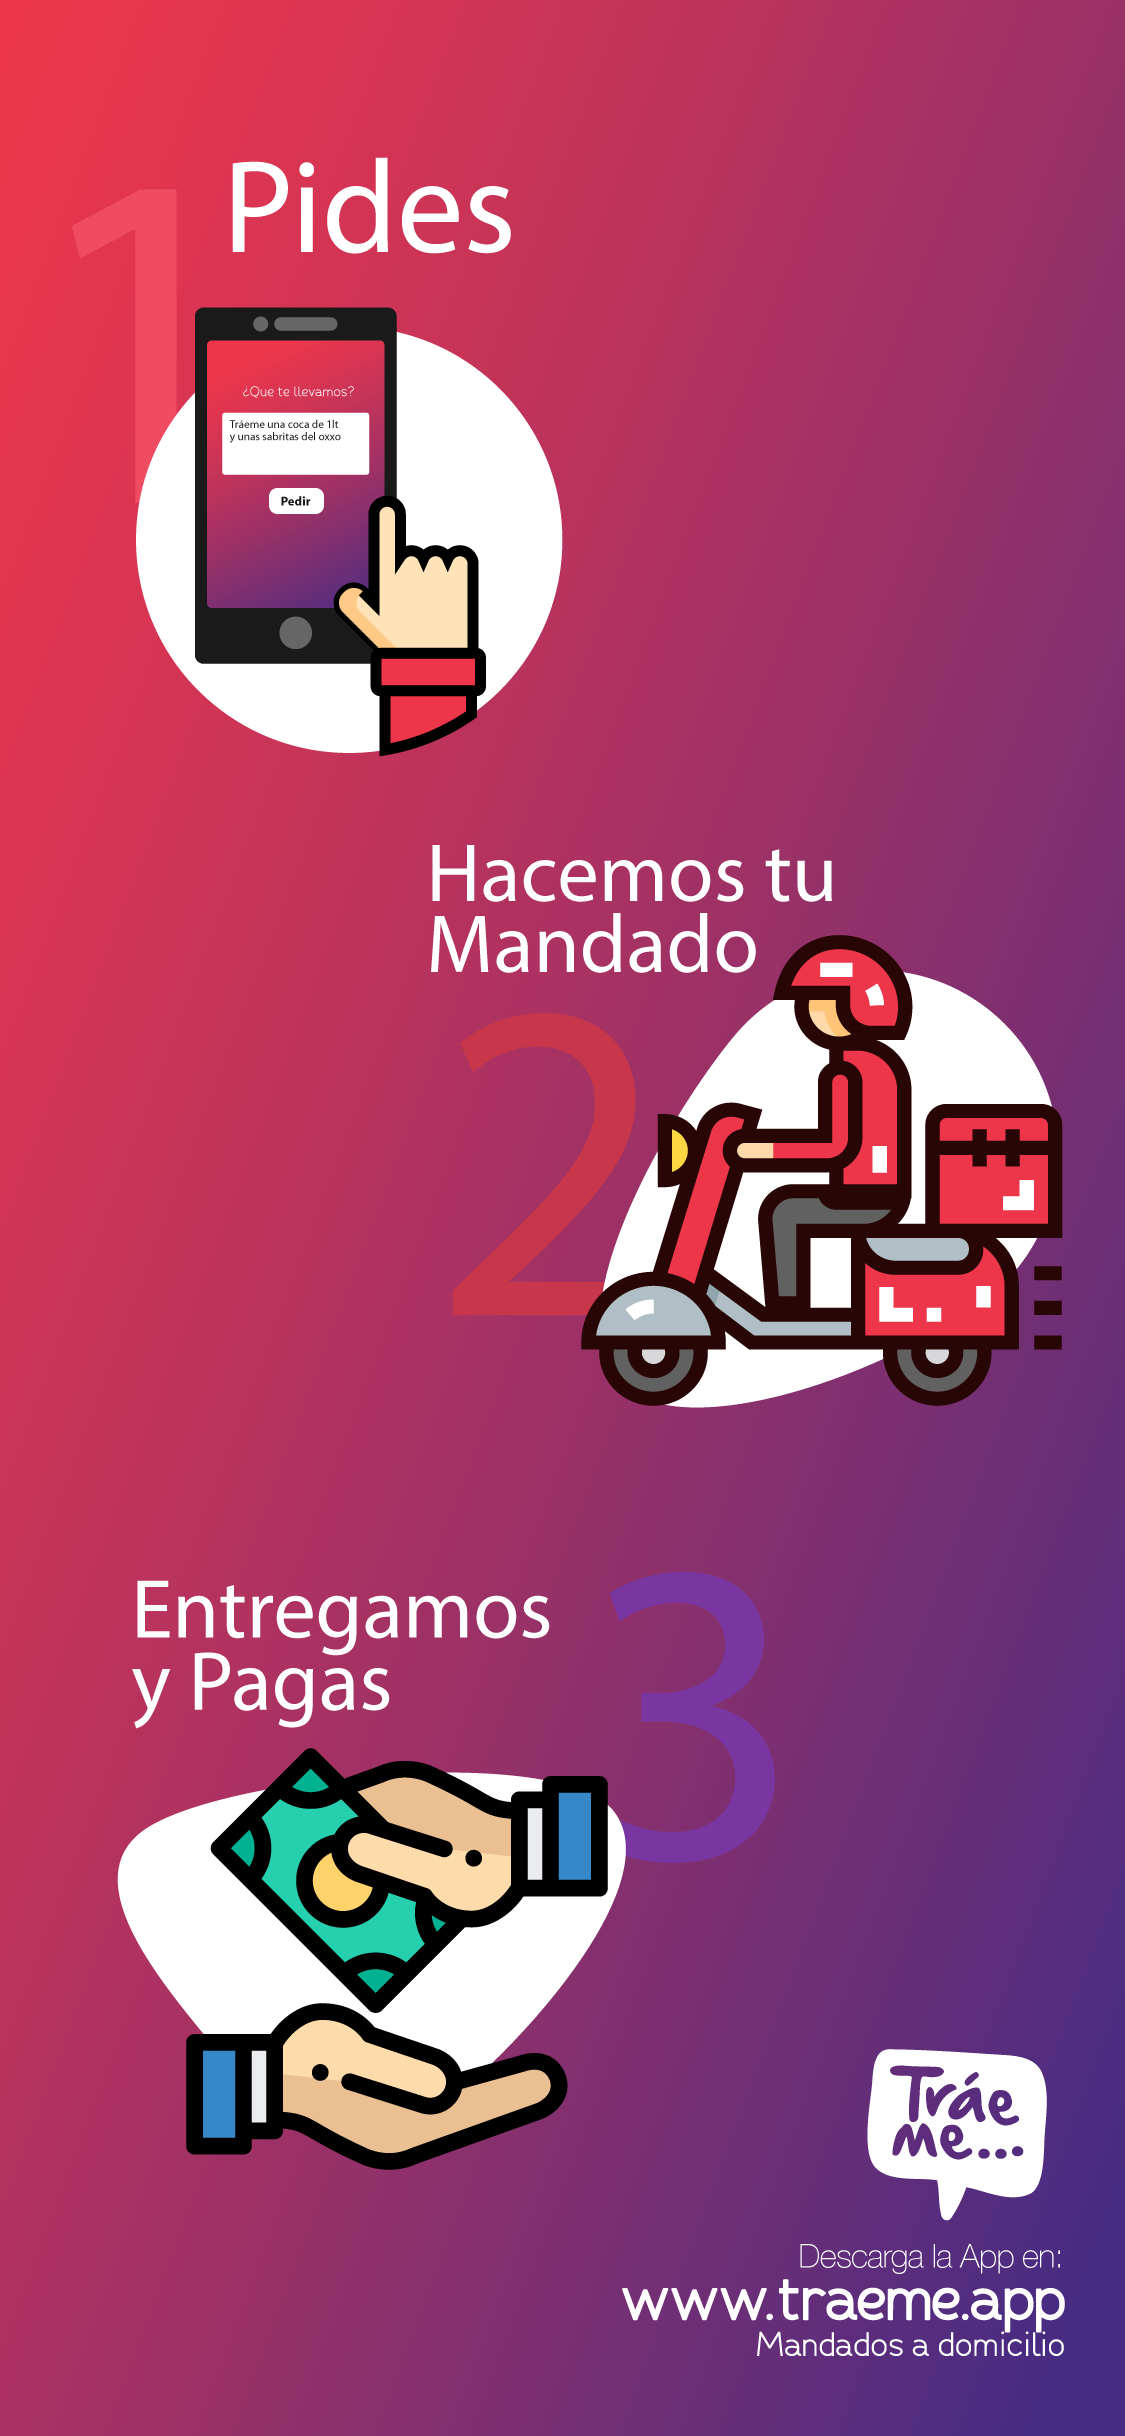 1
Pides
¿Que te llevamos?
Tráeme una coca de 1lt
y unas sabritas del oxxo
Pedir
Hacemos tu
Mandado
2
Entregamos
y Pagas
3
Tráe
me...
Descarga la App en:
www.traeme.app
Mandados a domicilio